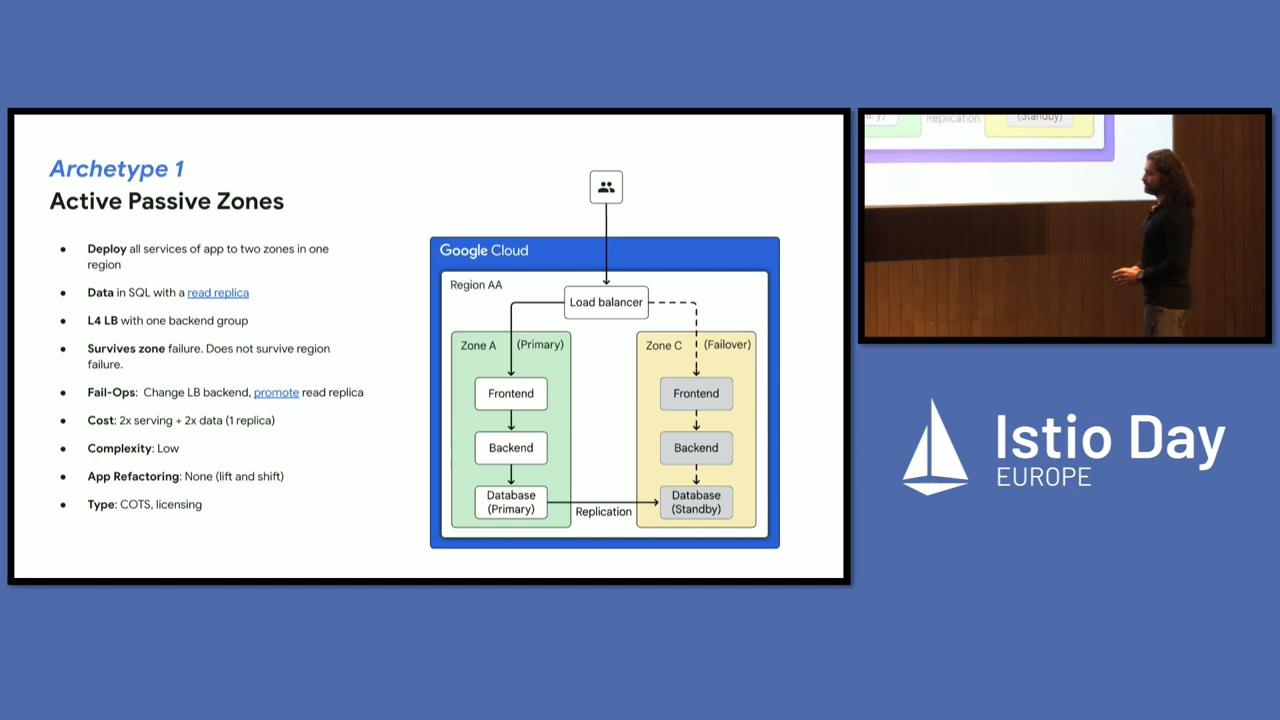 Archetype 1
Active Passive Zones
● Deploy all services of app to two zones in one
region
● Data in SQL with a read replica
● L4 LB with one backend group
● Survives zone failure. Does not survive region
failure.
● Fail-Ops:  Change LB backend, promote read replica
● Cost: 2x serving + 2x data (1 replica)
● Complexity: Low
● App Refactoring: None (lift and shift)
● Type: COTS, licensing
Google Cloud
Region AA
Load balancer
Zone A (Primary)
Frontend
Backend
Database
(Primary)
Replication
Zone C (Failover)
Frontend
Backend
Database
(Standby)
Replication
(Standby)
Istio Day
EUROPE